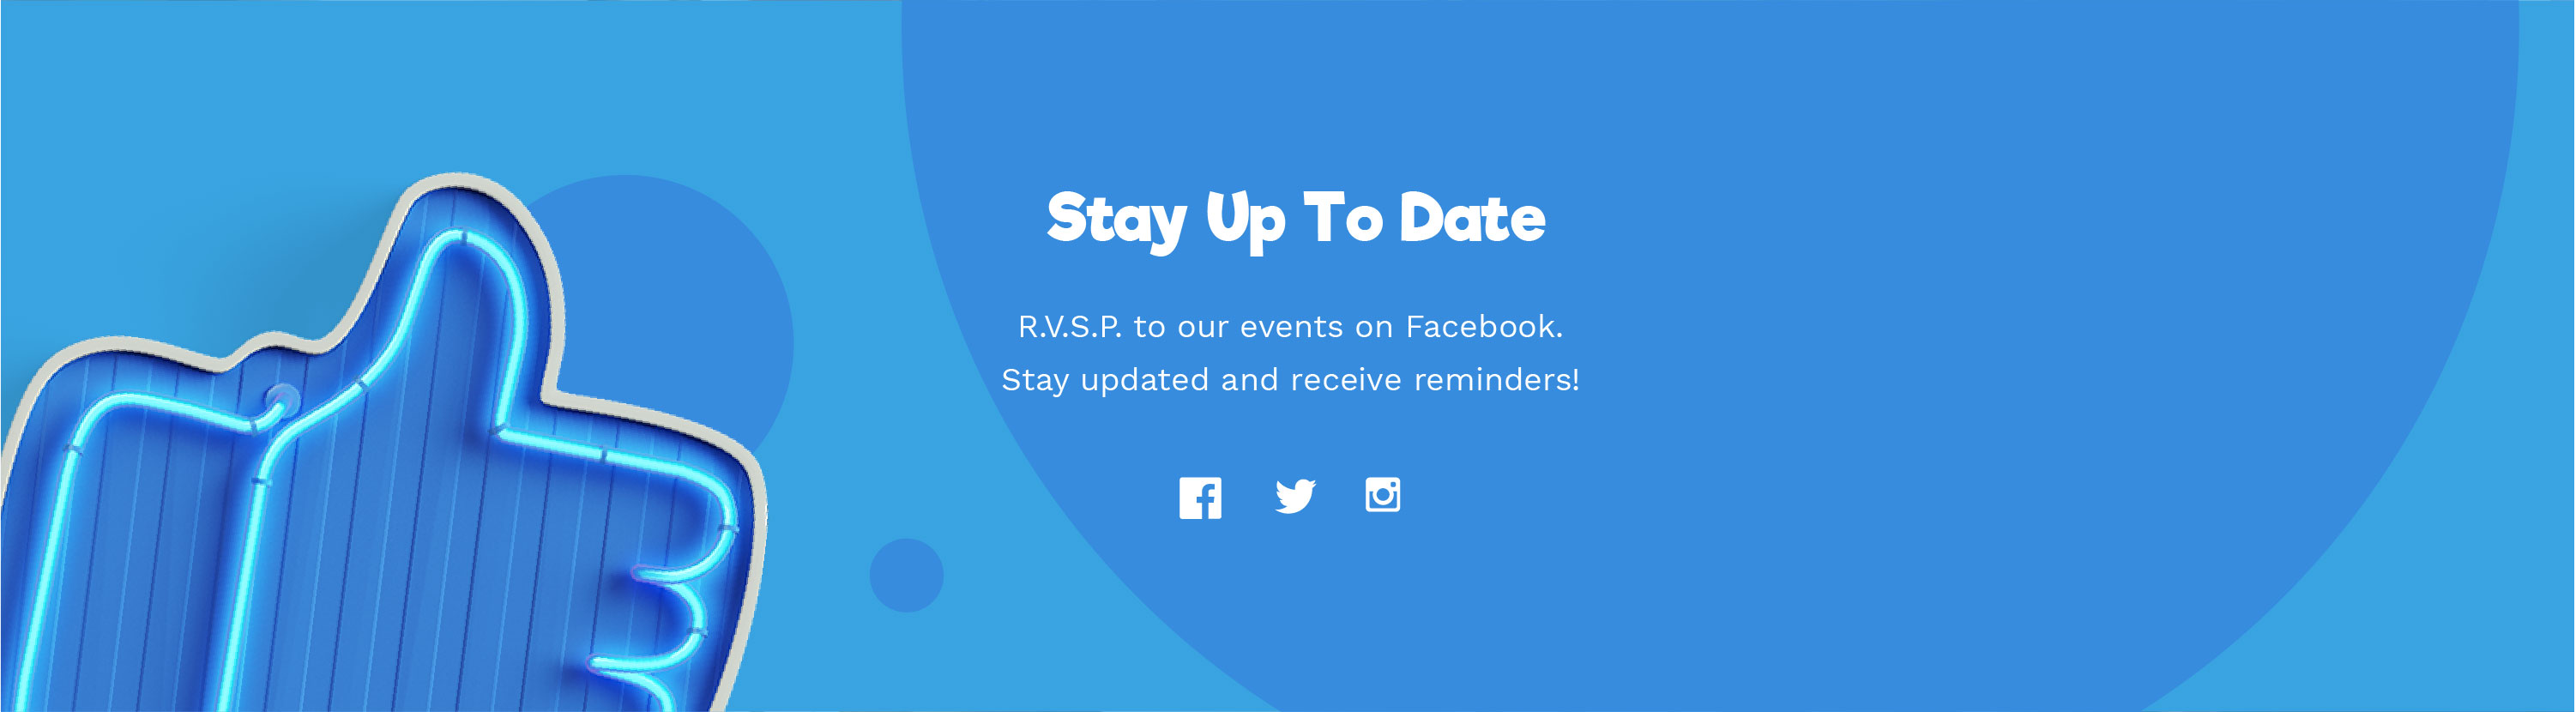 Stay Up To Date
R.V.S.P. to our events on Facebook.
Stay updated and receive reminders!